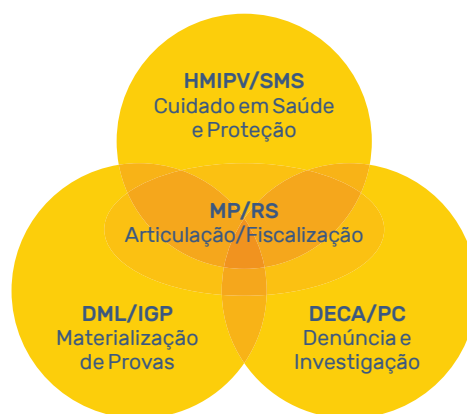 HMIPV/SMS
Cuidado em Saúde
e Proteção
MP/RS
Articulação/Fiscalização
DML/IGP
Materialização
de Provas
DECA/PC
Denúncia e
Investigação